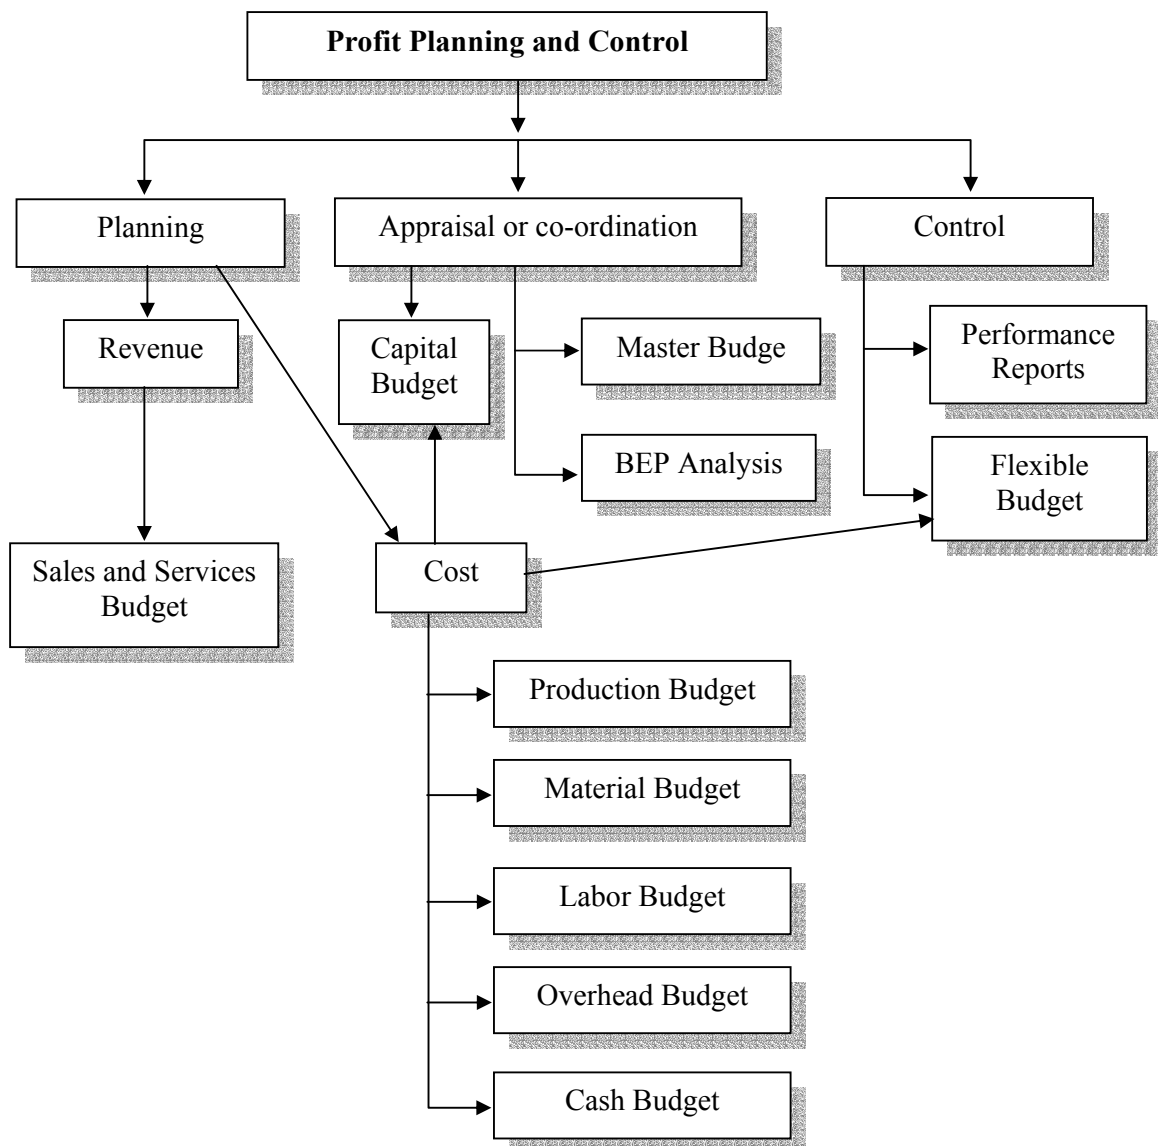 Profit Planning and Control
Planning
Appraisal or co-ordination
Control
Revenue
Capital
Budget
Master Budge
Performance
Reports
BEP Analysis
Flexible
Budget
Sales and Services
Budget
Cost
Production Budget
Material Budget
Labor Budget
Overhead Budget
Cash Budget